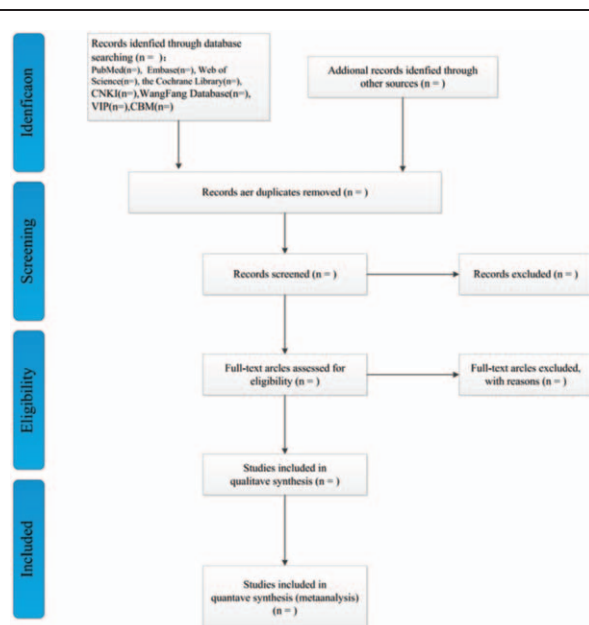 Idenficaon
Records idenfied through database
searching (n = ):
PubMed(n=), Embase(n=), Web of
Science(n=), the Cochrane Library(n=),
CNKI(n=),WangFang Database(n=),
VIP(n=),CBM(n=)
Addional records idenfied through
other sources (n = )
Records aer duplicates removed (n = )
Screening
Records screened (n = )
Records excluded (n = )
Eligibility
Full-text arcles assessed for
eligibility (n = )
Full-text arcles excluded,
with reasons (n = )
Studies included in
qualitave synthesis (n = )
Included
Studies included in
quantave synthesis (metaanalysis)
(n = )